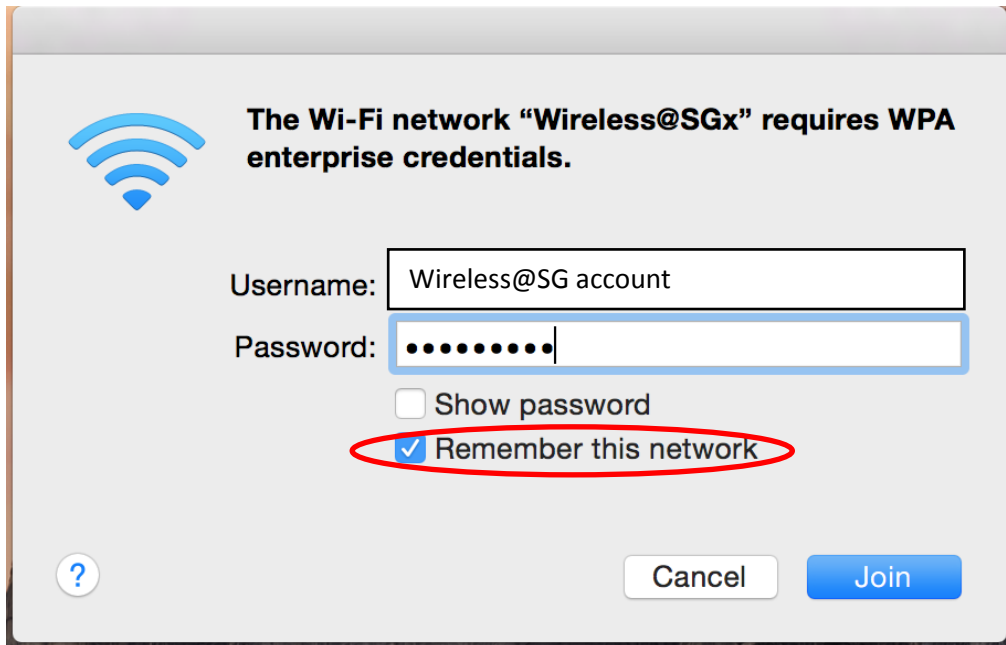 The Wi-Fi network “Wireless@SGx” requires WPA
enterprise credentials.
Username: Wireless@SG account
Password: •••••••••
Show password
Remember this network
? Cancel Join